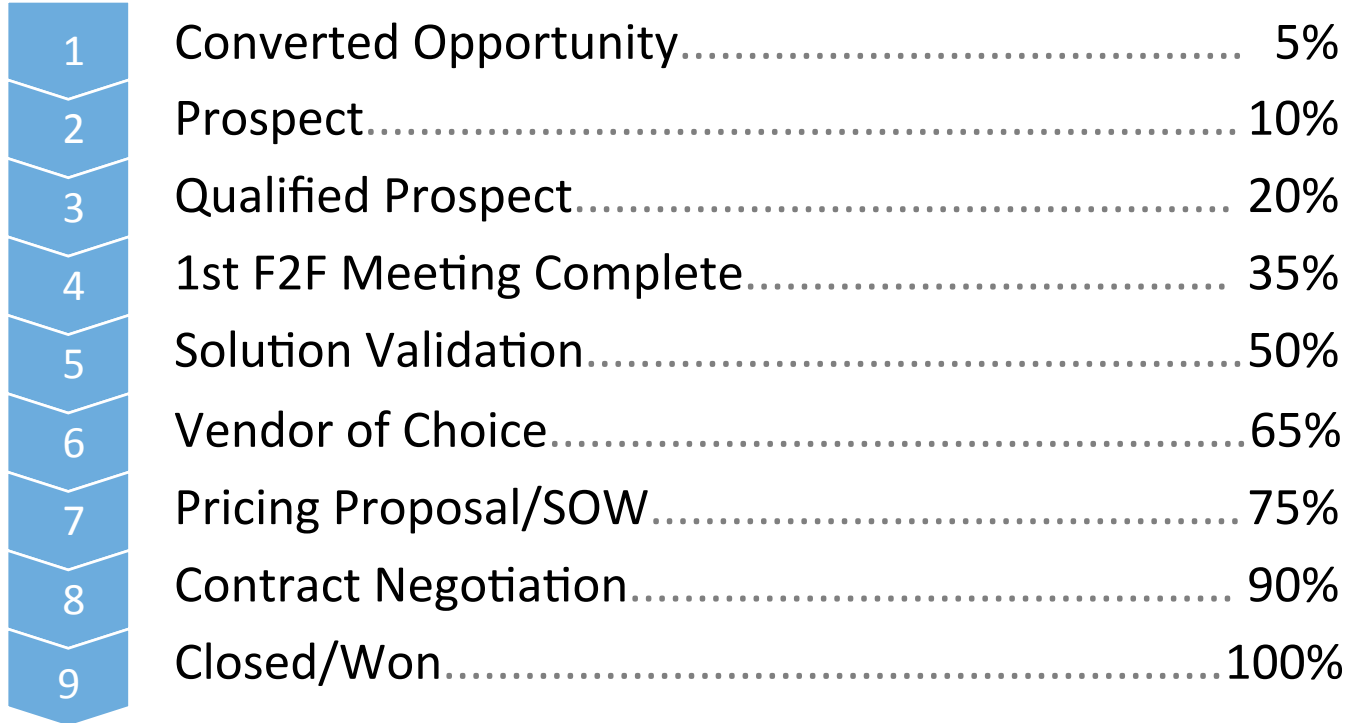 1 Converted Opportunity........................................ 5%
2 Prospect................................................................ 10%
3 Qualified Prospect................................................ 20%
4 1st F2F Meeting Complete................................... 35%
5 Solution Validation................................................50%
6 Vendor of Choice...................................................65%
7 Pricing Proposal/SOW...........................................75%
8 Contract Negotiation............................................ 90%
9 Closed/Won.........................................................100%